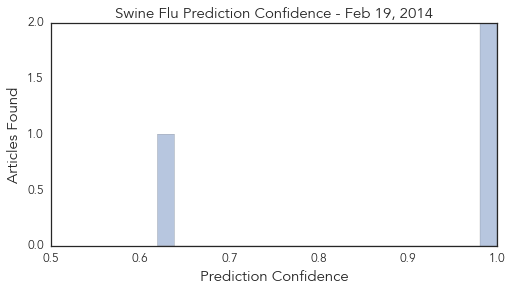 Swine Flu Prediction Confidence - Feb 19, 2014
2.0
1.5
1.0
0.5
0.0
Articles Found
0.5 0.6 0.7 0.8 0.9 1.0
Prediction Confidence